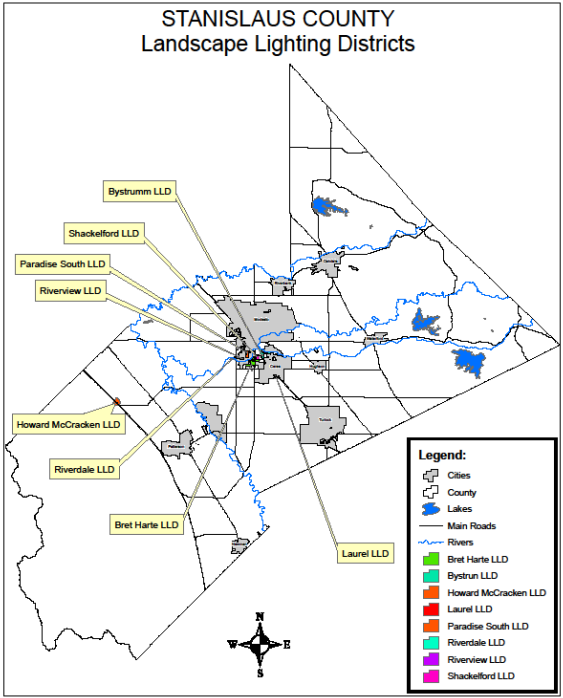 STANISLAUS COUNTY
Landscape Lighting Districts
Bystrumm LLD
Shackelford LLD
Paradise South LLD
Riverview LLD
Howard McCracken LLD
Riverdale LLD
Bret Harte LLD
Laurel LLD
Ceres
Patterson
N
W
E
S
Legend:
Cities
County
Lakes
Main Roads
Rivers
Bret Harte LLD
Bystrun LLD
Howard McCracken LLD
Laurel LLD
Paradise South LLD
Riverdale LLD
Riverview LLD
Shackelford LLD